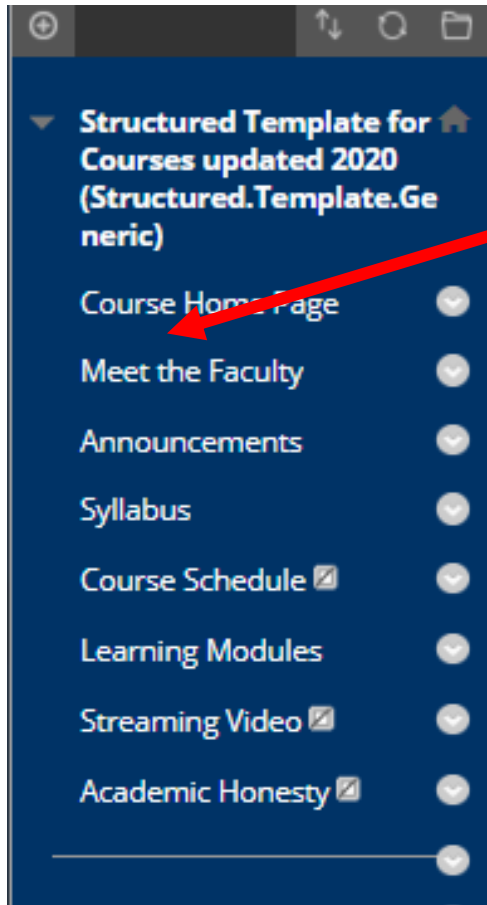 Structured Template for
Courses updated 2020
(Structured.Template.Ge
neric)
Course Home Page
Meet the Faculty
Announcements
Syllabus
Course Schedule
Learning Modules
Streaming Video
Academic Honesty